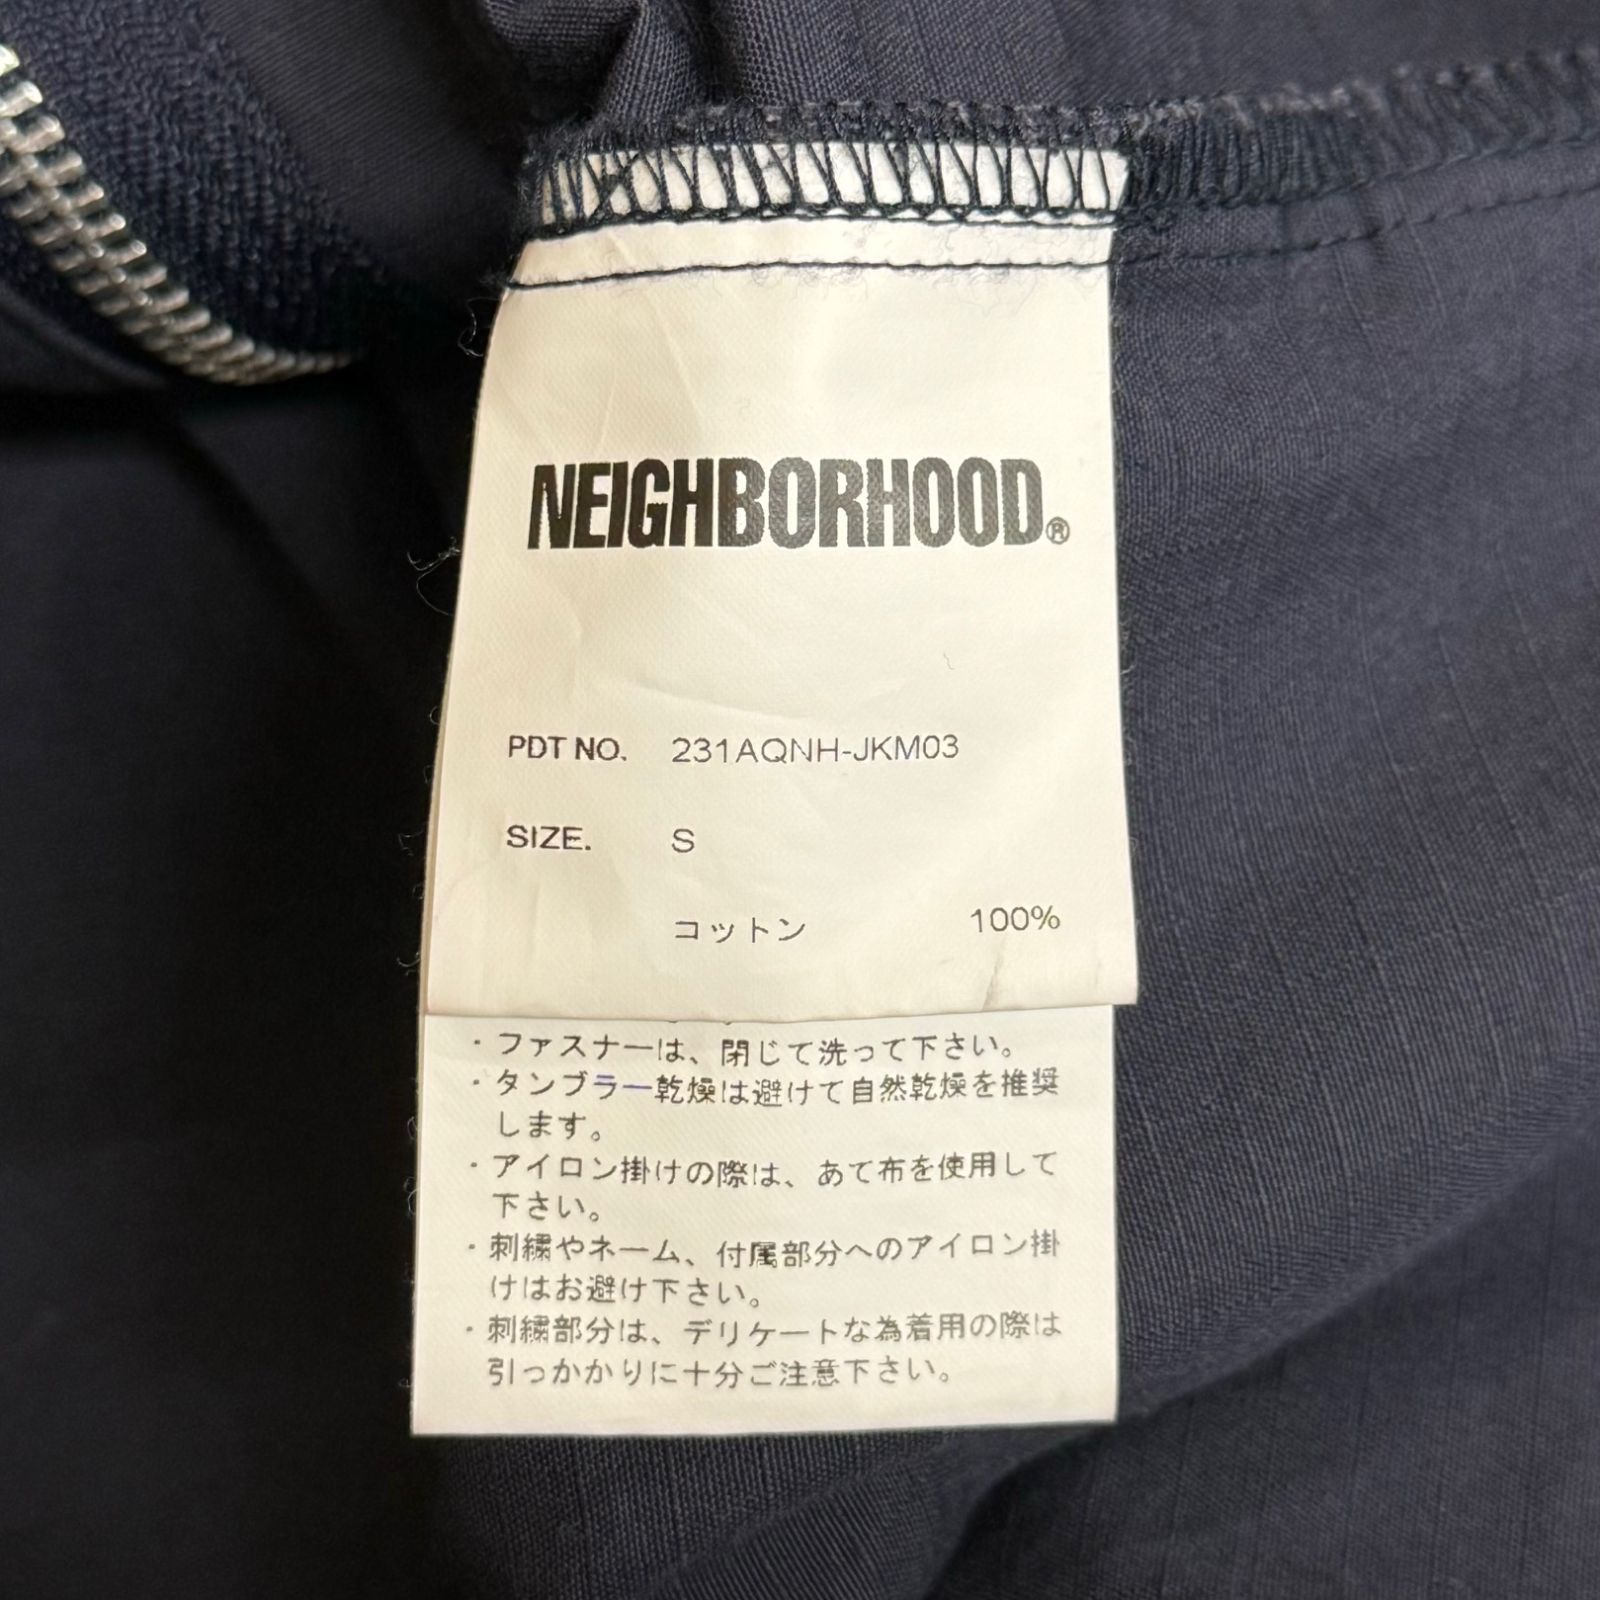 NEIGHBORHOOD®
PDT NO. 231AQNH-JKM03
SIZE. S
コットン 100%
・ファスナーは、閉じて洗って下さい。
・タンブラー乾燥は避けて自然乾燥を推奨
します。
・アイロン掛けの際は、あて布を使用して
下さい。
・刺繍やネーム、付属部分へのアイロン掛
けはお避け下さい。
・刺繍部分は、デリケートな為着用の際は
引っかかりに十分ご注意下さい。